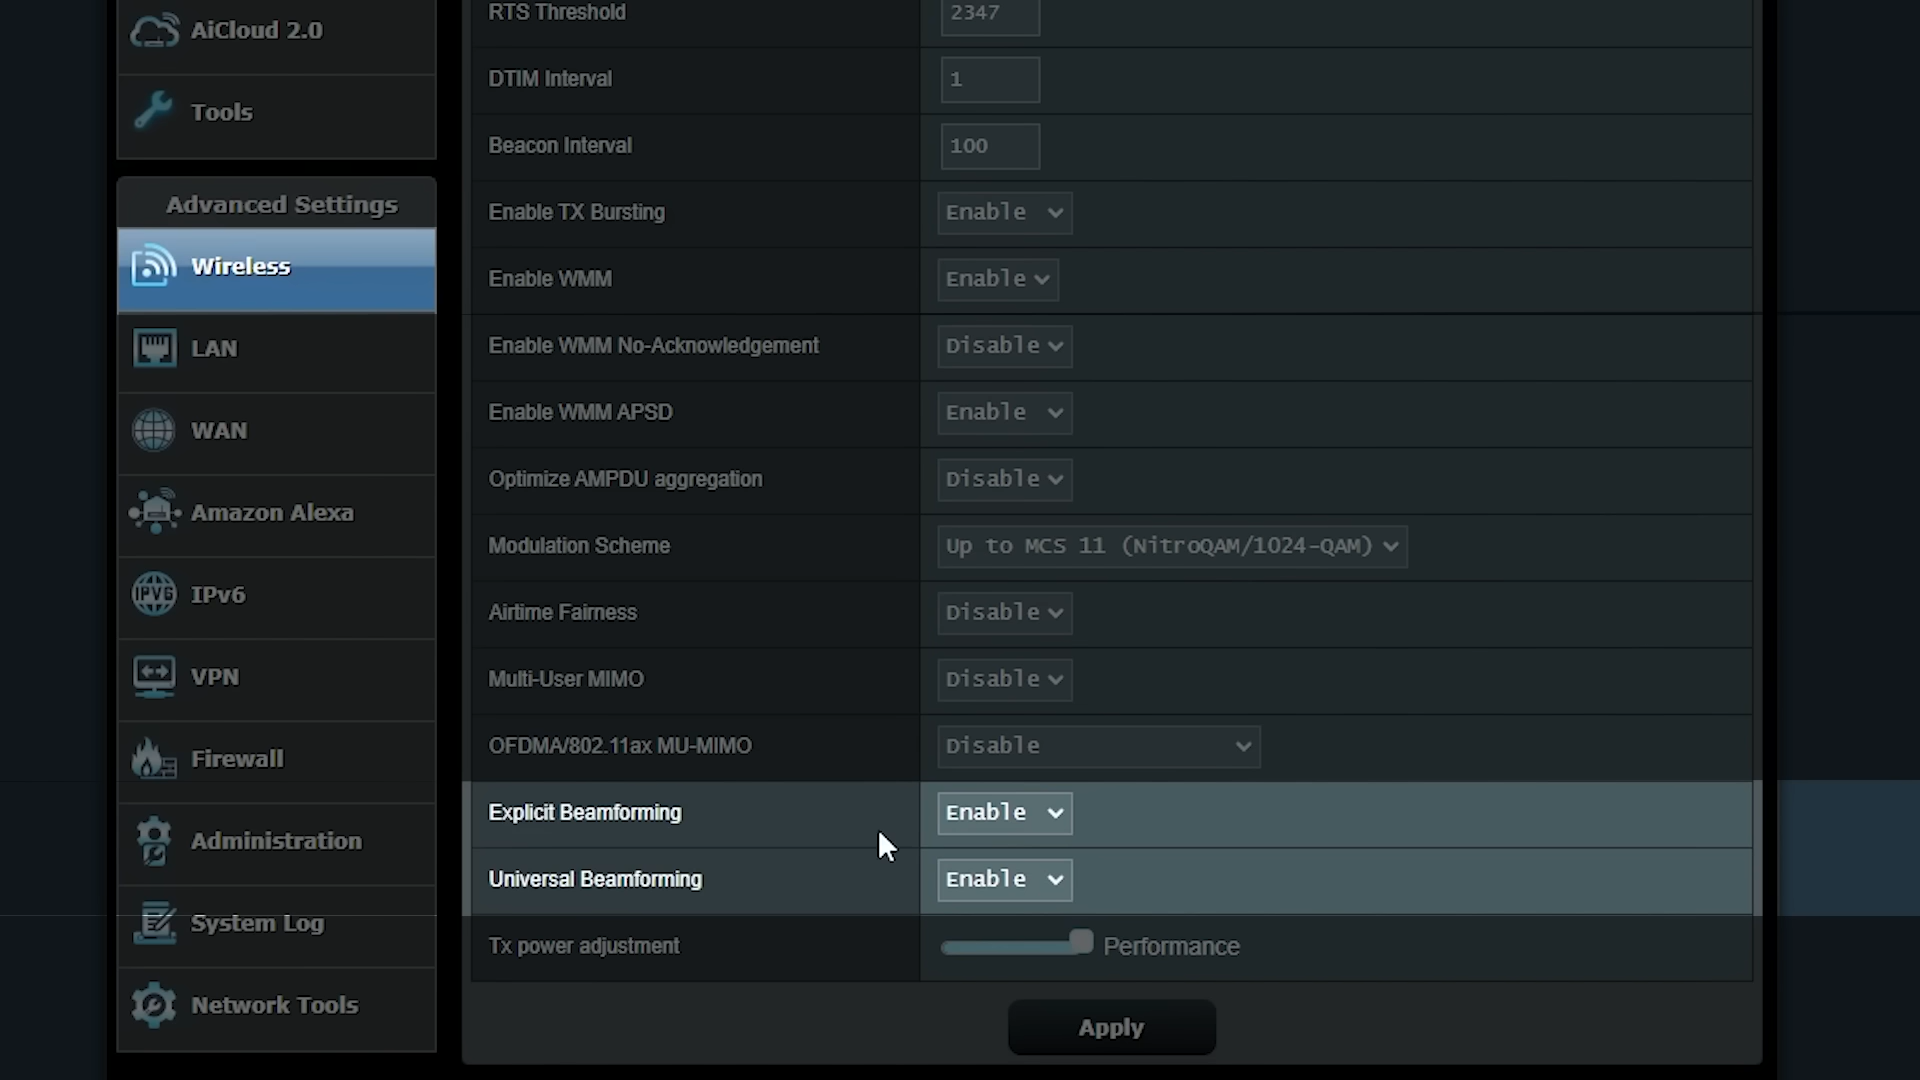 AiCloud 2.0
Tools
Advanced Settings
Wireless
LAN
WAN
Amazon Alexa
IPv6
VPN
Firewall
Administration
System Log
Network Tools
RTS Threshold 2347
DTIM Interval 1
Beacon Interval 100
Enable TX Bursting Enable
Enable WMM Enable
Enable WMM No-Acknowledgement Disable
Enable WMM APSD Enable
Optimize AMPDU aggregation Disable
Modulation Scheme Up to MCS 11 (NitroQAM/1024-QAM)
Airtime Fairness Disable
Multi-User MIMO Disable
OFDMA/802.11ax MU-MIMO Disable
Explicit Beamforming Enable
Universal Beamforming Enable
Tx power adjustment Performance
Apply